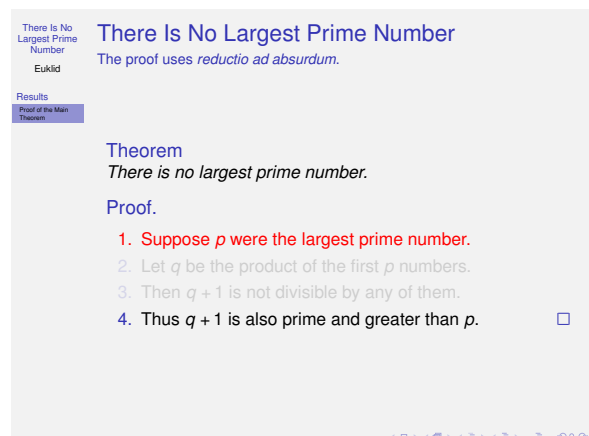 There Is No
Largest Prime
Number
Euklid
Results
Proof of the Main
Theorem
There Is No Largest Prime Number
The proof uses reductio ad absurdum.
Theorem
There is no largest prime number.
Proof.
1. Suppose p were the largest prime number.
2. Let q be the product of the first p numbers.
3. Then q + 1 is not divisible by any of them.
4. Thus q + 1 is also prime and greater than p.